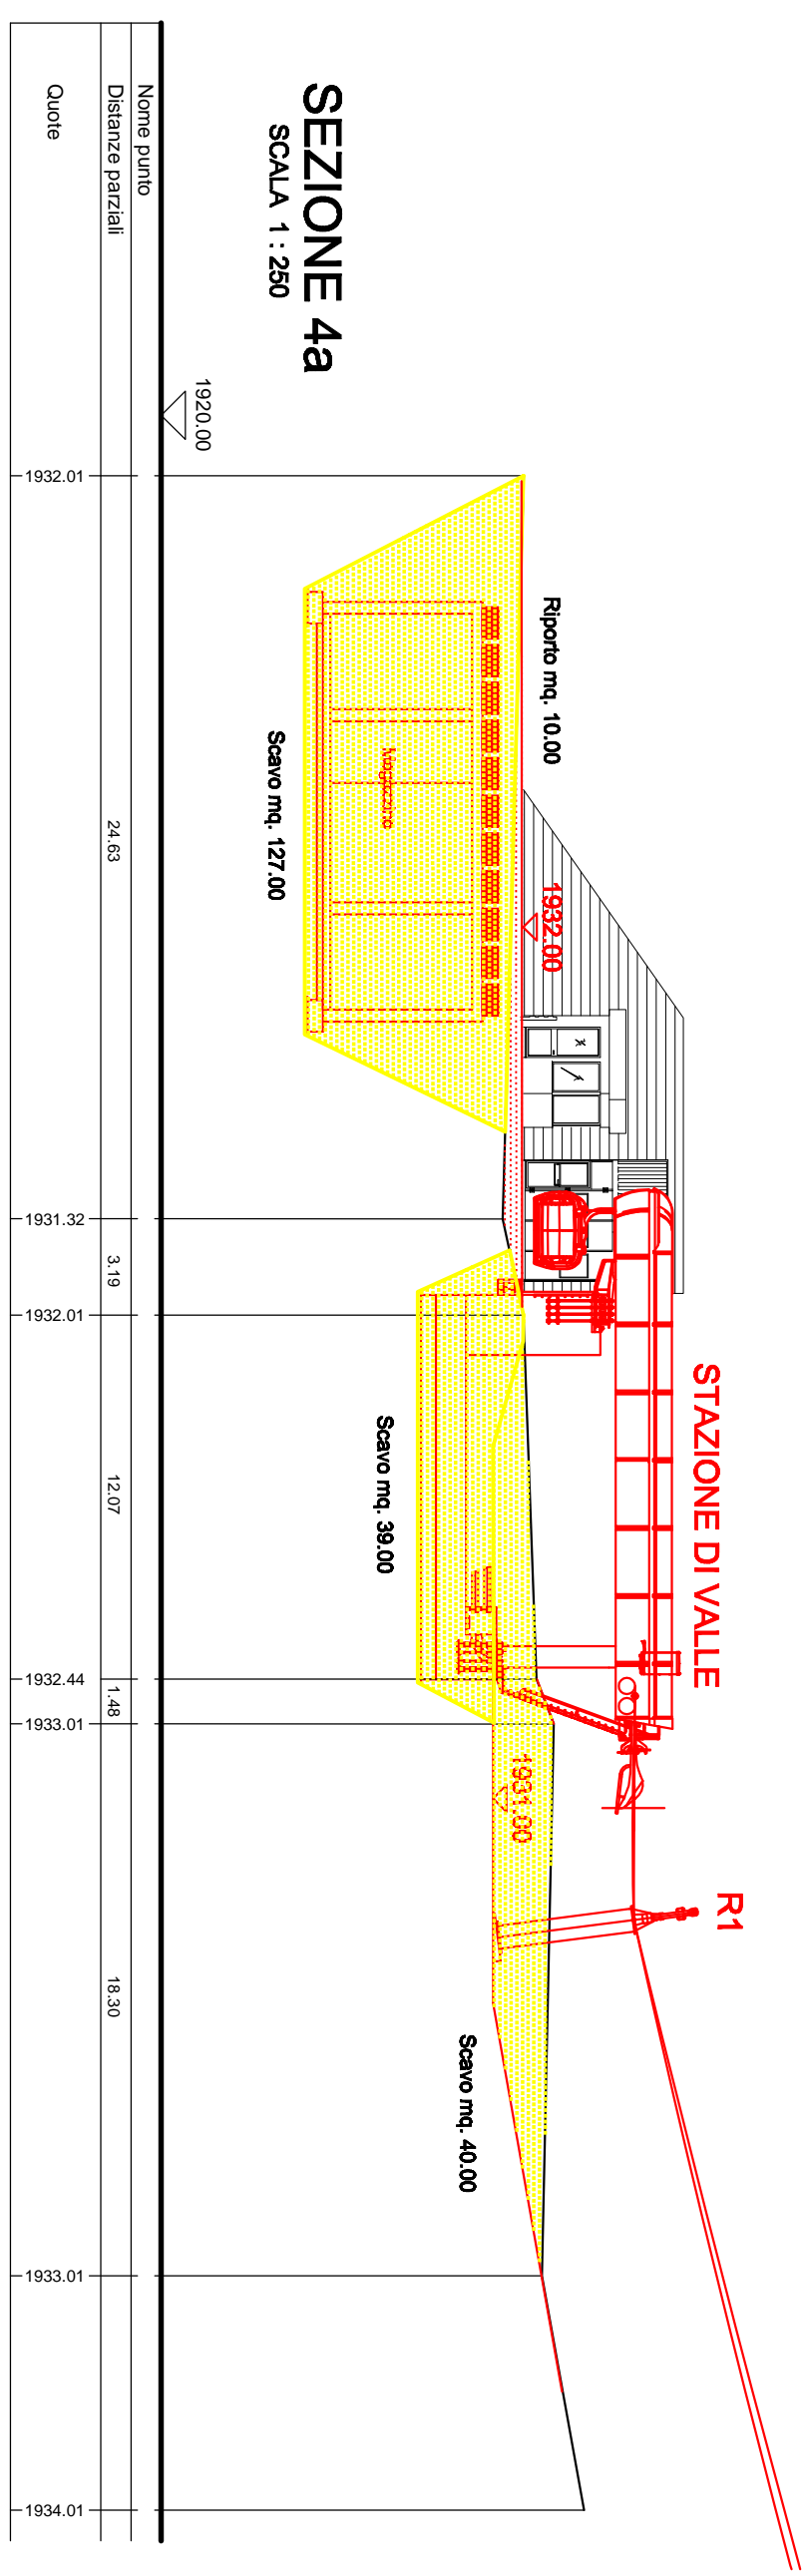 SEZIONE 4a
SCALA 1 : 250
STAZIONE DI VALLE
R1
Riporto mq. 10.00
1932.00
Magazzino
Scavo mq. 127.00
Scavo mq. 39.00
1931.00
Scavo mq. 40.00
1920.00
Nome punto
Distanze parziali
24.63
3.19
12.07
1.48
18.30
Quote
1932.01
1931.32
1932.01
1932.44
1933.01
1933.01
1934.01